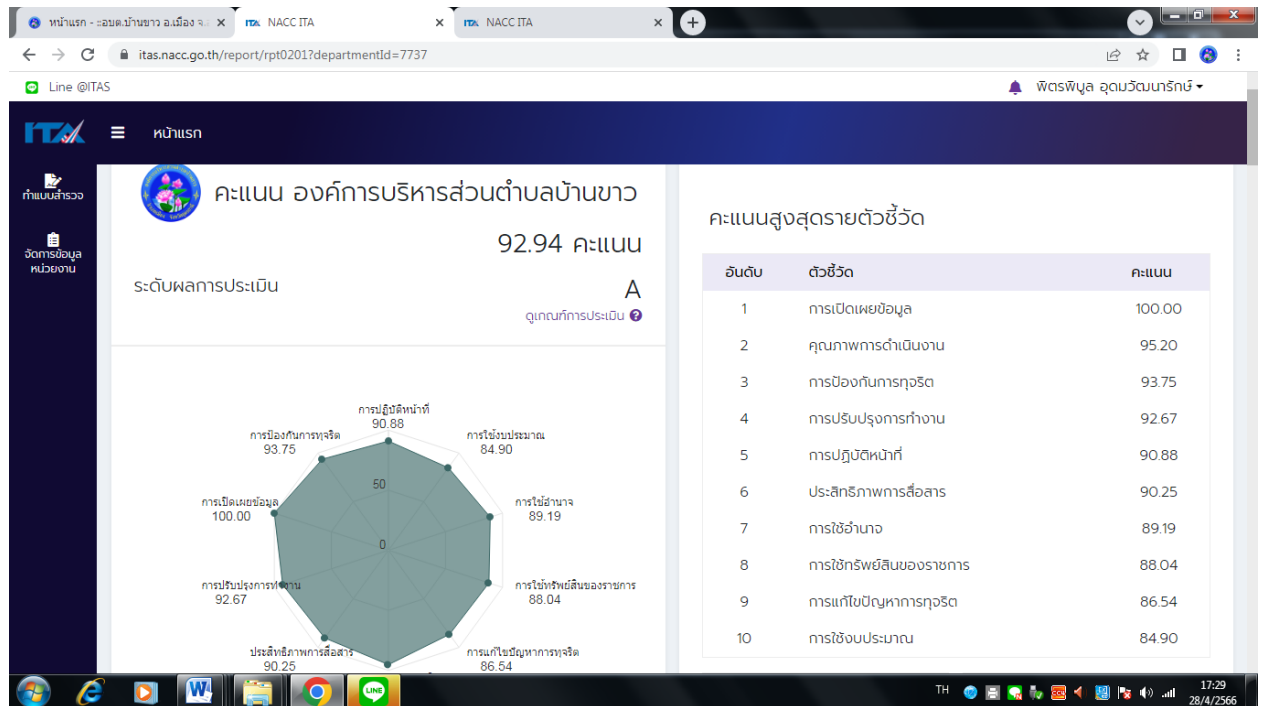 หน้าแรก - ::อบต.บ้านขาว อ.เมือง จ.
NACC ITA
NACC ITA
itas.nacc.go.th/report/rpt0201?departmentId=7737
Line @ITAS
พิตรพิบูล อุดมวัฒนารักษ์
ITA
หน้าแรก
ทำแบบสำรวจ
จัดการข้อมูล
หน่วยงาน
คะแนน องค์การบริหารส่วนตำบลบ้านขาว
92.94 คะแนน
ระดับผลการประเมิน
A
ดูเกณฑ์การประเมิน
การปฏิบัติหน้าที่
90.88
การป้องกันการทุจริต
93.75
การใช้งบประมาณ
84.90
50
การเปิดเผยข้อมูล
100.00
การใช้อำนาจ
89.19
0
การปรับปรุงการทำงาน
92.67
การใช้ทรัพย์สินของราชการ
88.04
ประสิทธิภาพการสื่อสาร
90.25
การแก้ไขปัญหาการทุจริต
86.54
คะแนนสูงสุดรายตัวชี้วัด
อันดับ ตัวชี้วัด คะแนน
1 การเปิดเผยข้อมูล 100.00
2 คุณภาพการดำเนินงาน 95.20
3 การป้องกันการทุจริต 93.75
4 การปรับปรุงการทำงาน 92.67
5 การปฏิบัติหน้าที่ 90.88
6 ประสิทธิภาพการสื่อสาร 90.25
7 การใช้อำนาจ 89.19
8 การใช้ทรัพย์สินของราชการ 88.04
9 การแก้ไขปัญหาการทุจริต 86.54
10 การใช้งบประมาณ 84.90
LINE
TH
17:29
28/4/2566